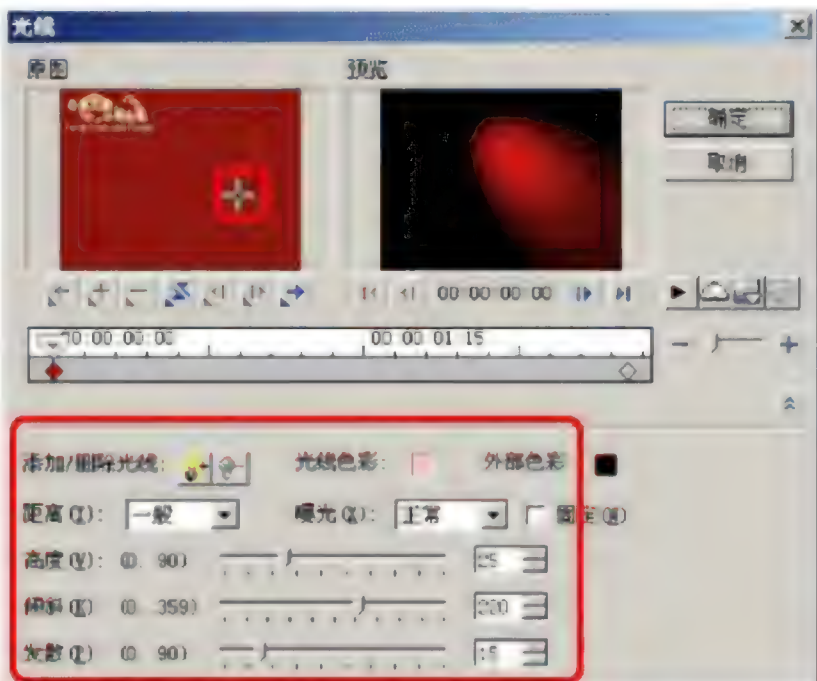 光线
原图 预览
确定
取消
00:00:00:00
00:00:00:00 00:00:01:15
添加/删除光线: 光线色彩: 外部色彩
距离 一般 曝光 正常 固定
高度 (0 90) 25
倾斜 (0 359)
发散 (0 90) 15